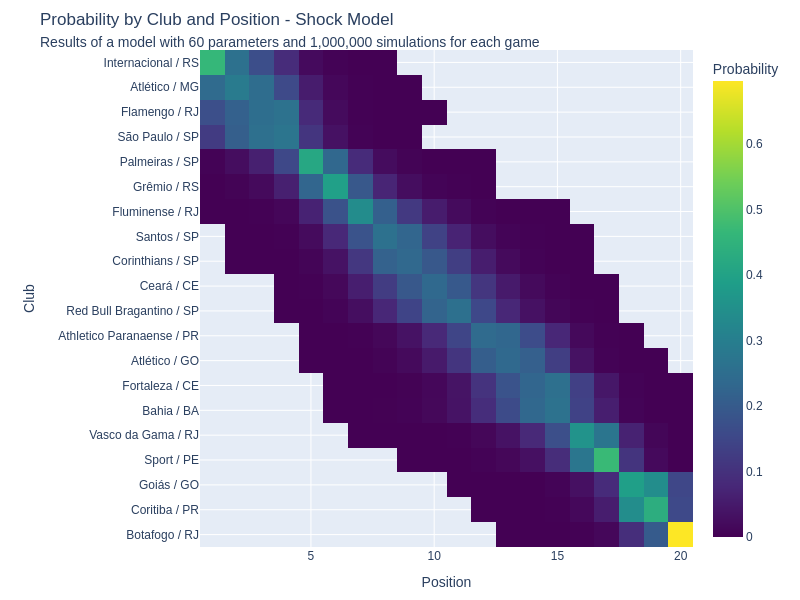 Probability by Club and Position - Shock Model
Results of a model with 60 parameters and 1,000,000 simulations for each game
Probability
Internacional / RS
Atlético / MG
Flamengo / RJ
São Paulo / SP
Palmeiras / SP
Grêmio / RS
Fluminense / RJ
Santos / SP
Corinthians / SP
Ceará / CE
Red Bull Bragantino / SP
Athletico Paranaense / PR
Atlético / GO
Fortaleza / CE
Bahia / BA
Vasco da Gama / RJ
Sport / PE
Goiás / GO
Coritiba / PR
Botafogo / RJ
Club
5
10
15
20
Position
0.6
0.5
0.4
0.3
0.2
0.1
0